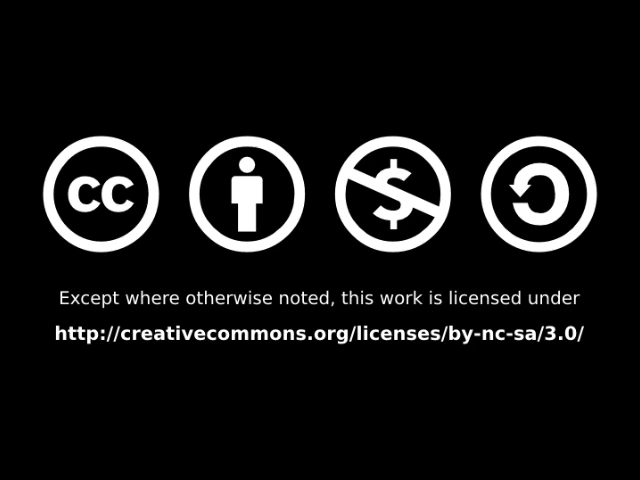 cc
$
Except where otherwise noted, this work is licensed under
http://creativecommons.org/licenses/by-nc-sa/3.0/